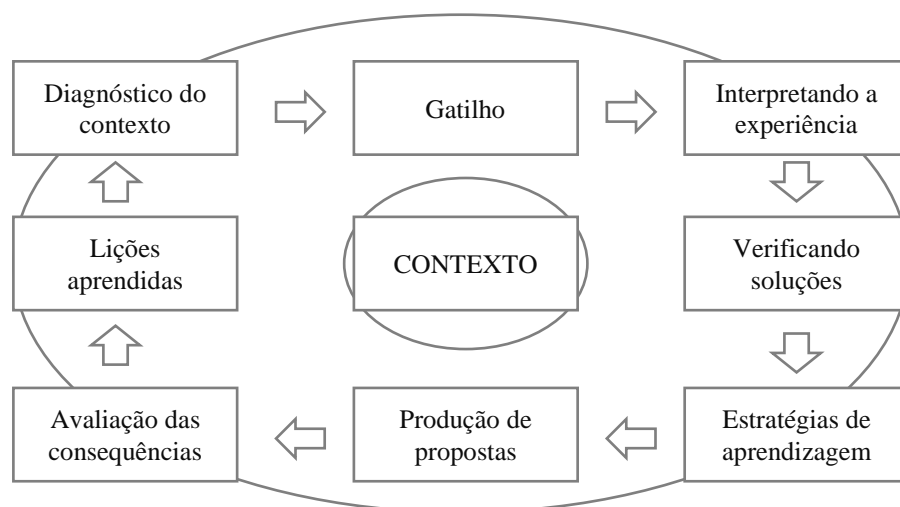 Diagnóstico do
contexto
Gatilho
Interpretando a
experiência
Lições
aprendidas
CONTEXTO
Verificando
soluções
Avaliação das
consequências
Produção de
propostas
Estratégias de
aprendizagem